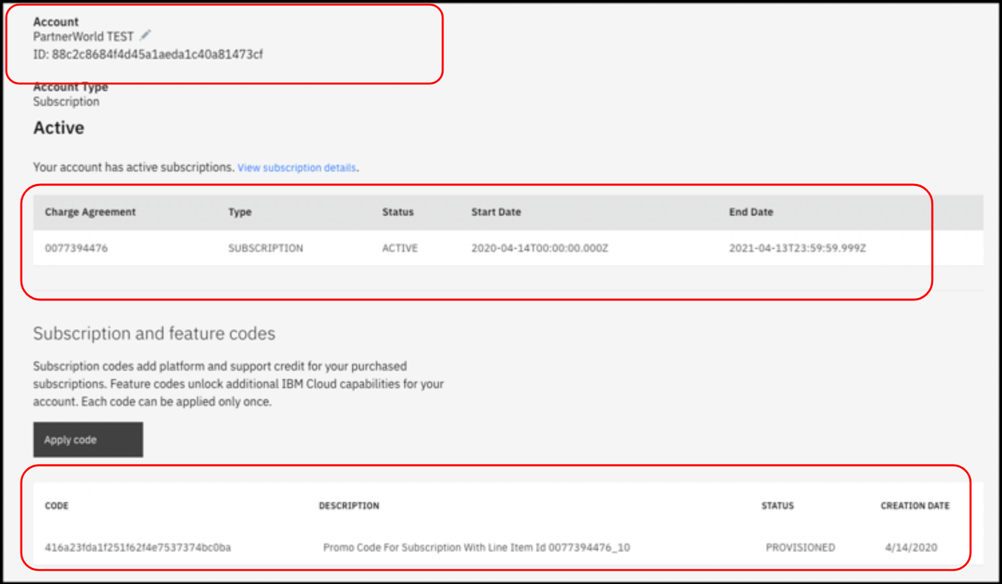 Account
PartnerWorld TEST
ID: 88c2c8684f4d45a1aeda1c40a81473cf
Account Type
Subscription
Active
Your account has active subscriptions. View subscription details.
Charge Agreement Type Status Start Date End Date
0077394476 SUBSCRIPTION ACTIVE 2020-04-14T00:00:00.000Z 2021-04-13T23:59:59.999Z
Subscription and feature codes
Subscription codes add platform and support credit for your purchased
subscriptions. Feature codes unlock additional IBM Cloud capabilities for your
account. Each code can be applied only once.
Apply code
CODE DESCRIPTION STATUS CREATION DATE
416a23fda1f251f62f4e7537374bc0ba Promo Code For Subscription With Line Item Id 0077394476_10 PROVISIONED 4/14/2020